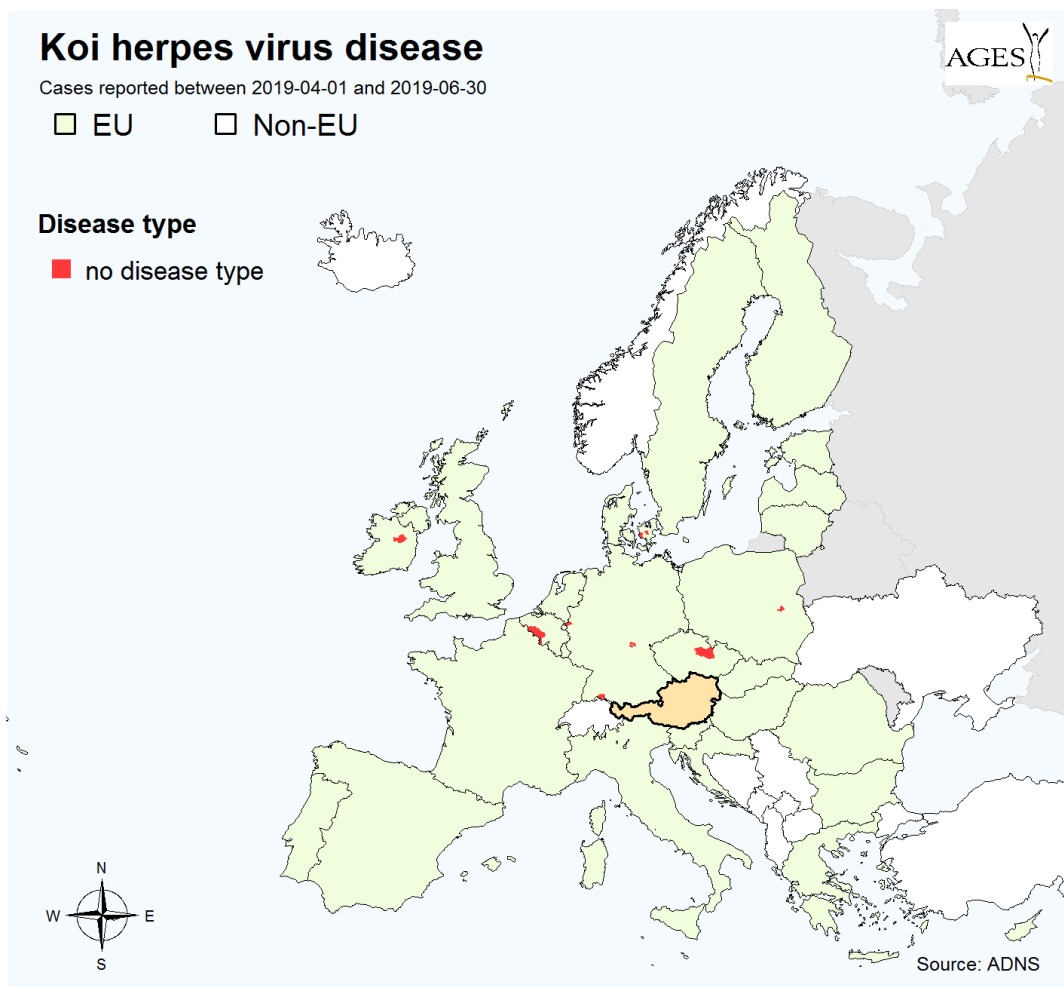 Koi herpes virus disease
Cases reported between 2019-04-01 and 2019-06-30
EU Non-EU
AGES
Disease type
no disease type
N
W E
S
Source: ADNS